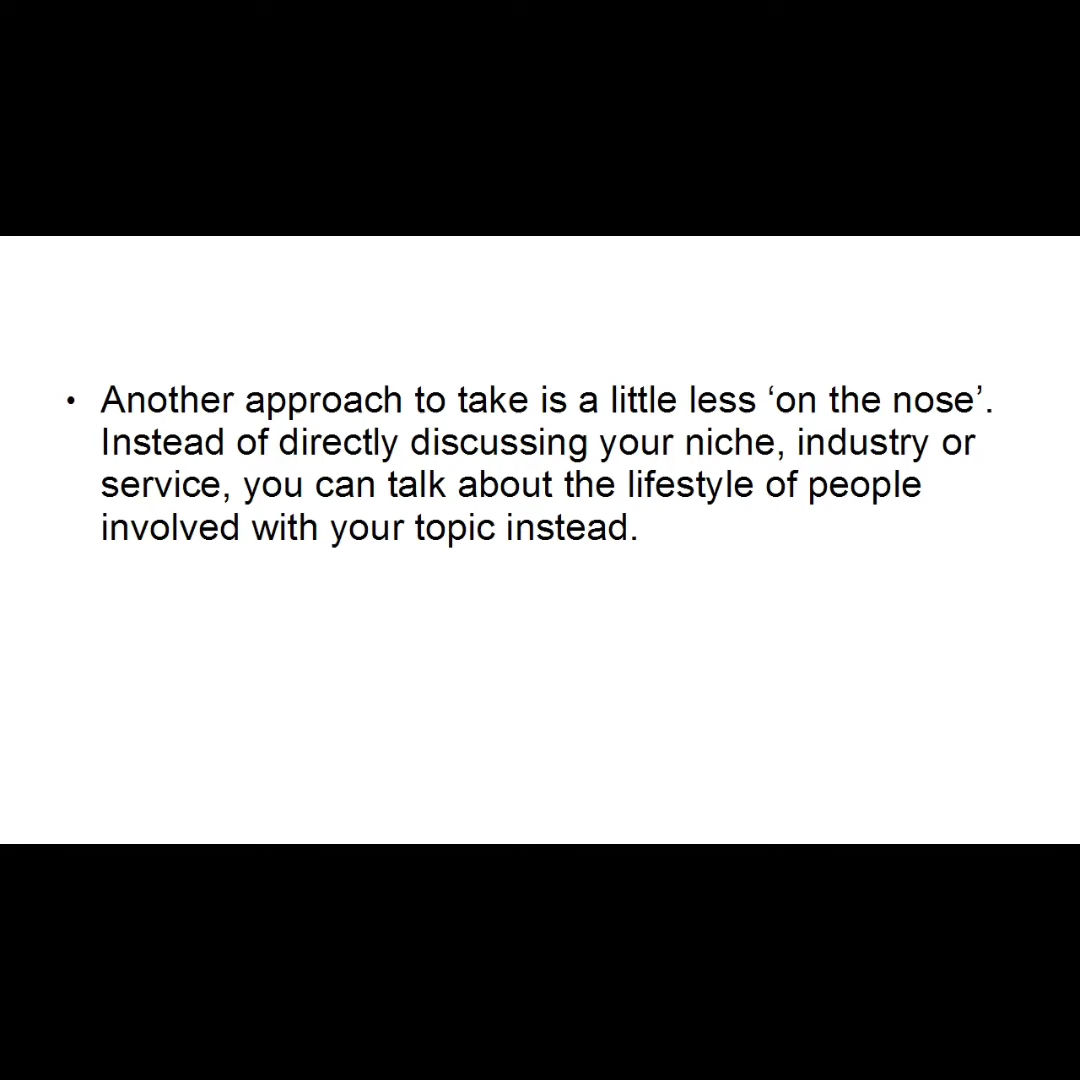 • Another approach to take is a little less ‘on the nose’.
Instead of directly discussing your niche, industry or
service, you can talk about the lifestyle of people
involved with your topic instead.